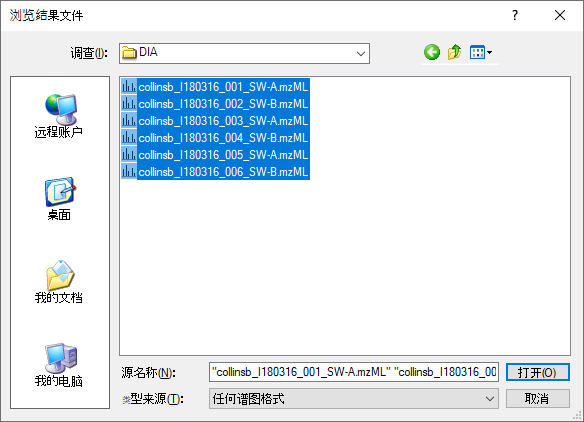 浏览结果文件
调查(I):
DIA
collinsb_I180316_001_SW-A.mzML
collinsb_I180316_002_SW-B.mzML
collinsb_I180316_003_SW-A.mzML
collinsb_I180316_004_SW-B.mzML
collinsb_I180316_005_SW-A.mzML
collinsb_I180316_006_SW-B.mzML
远程账户
桌面
我的文档
我的电脑
源名称(N):
"collinsb_I180316_001_SW-A.mzML" "collinsb_I180316_00
打开(O)
类型来源(T):
任何谱图格式
取消